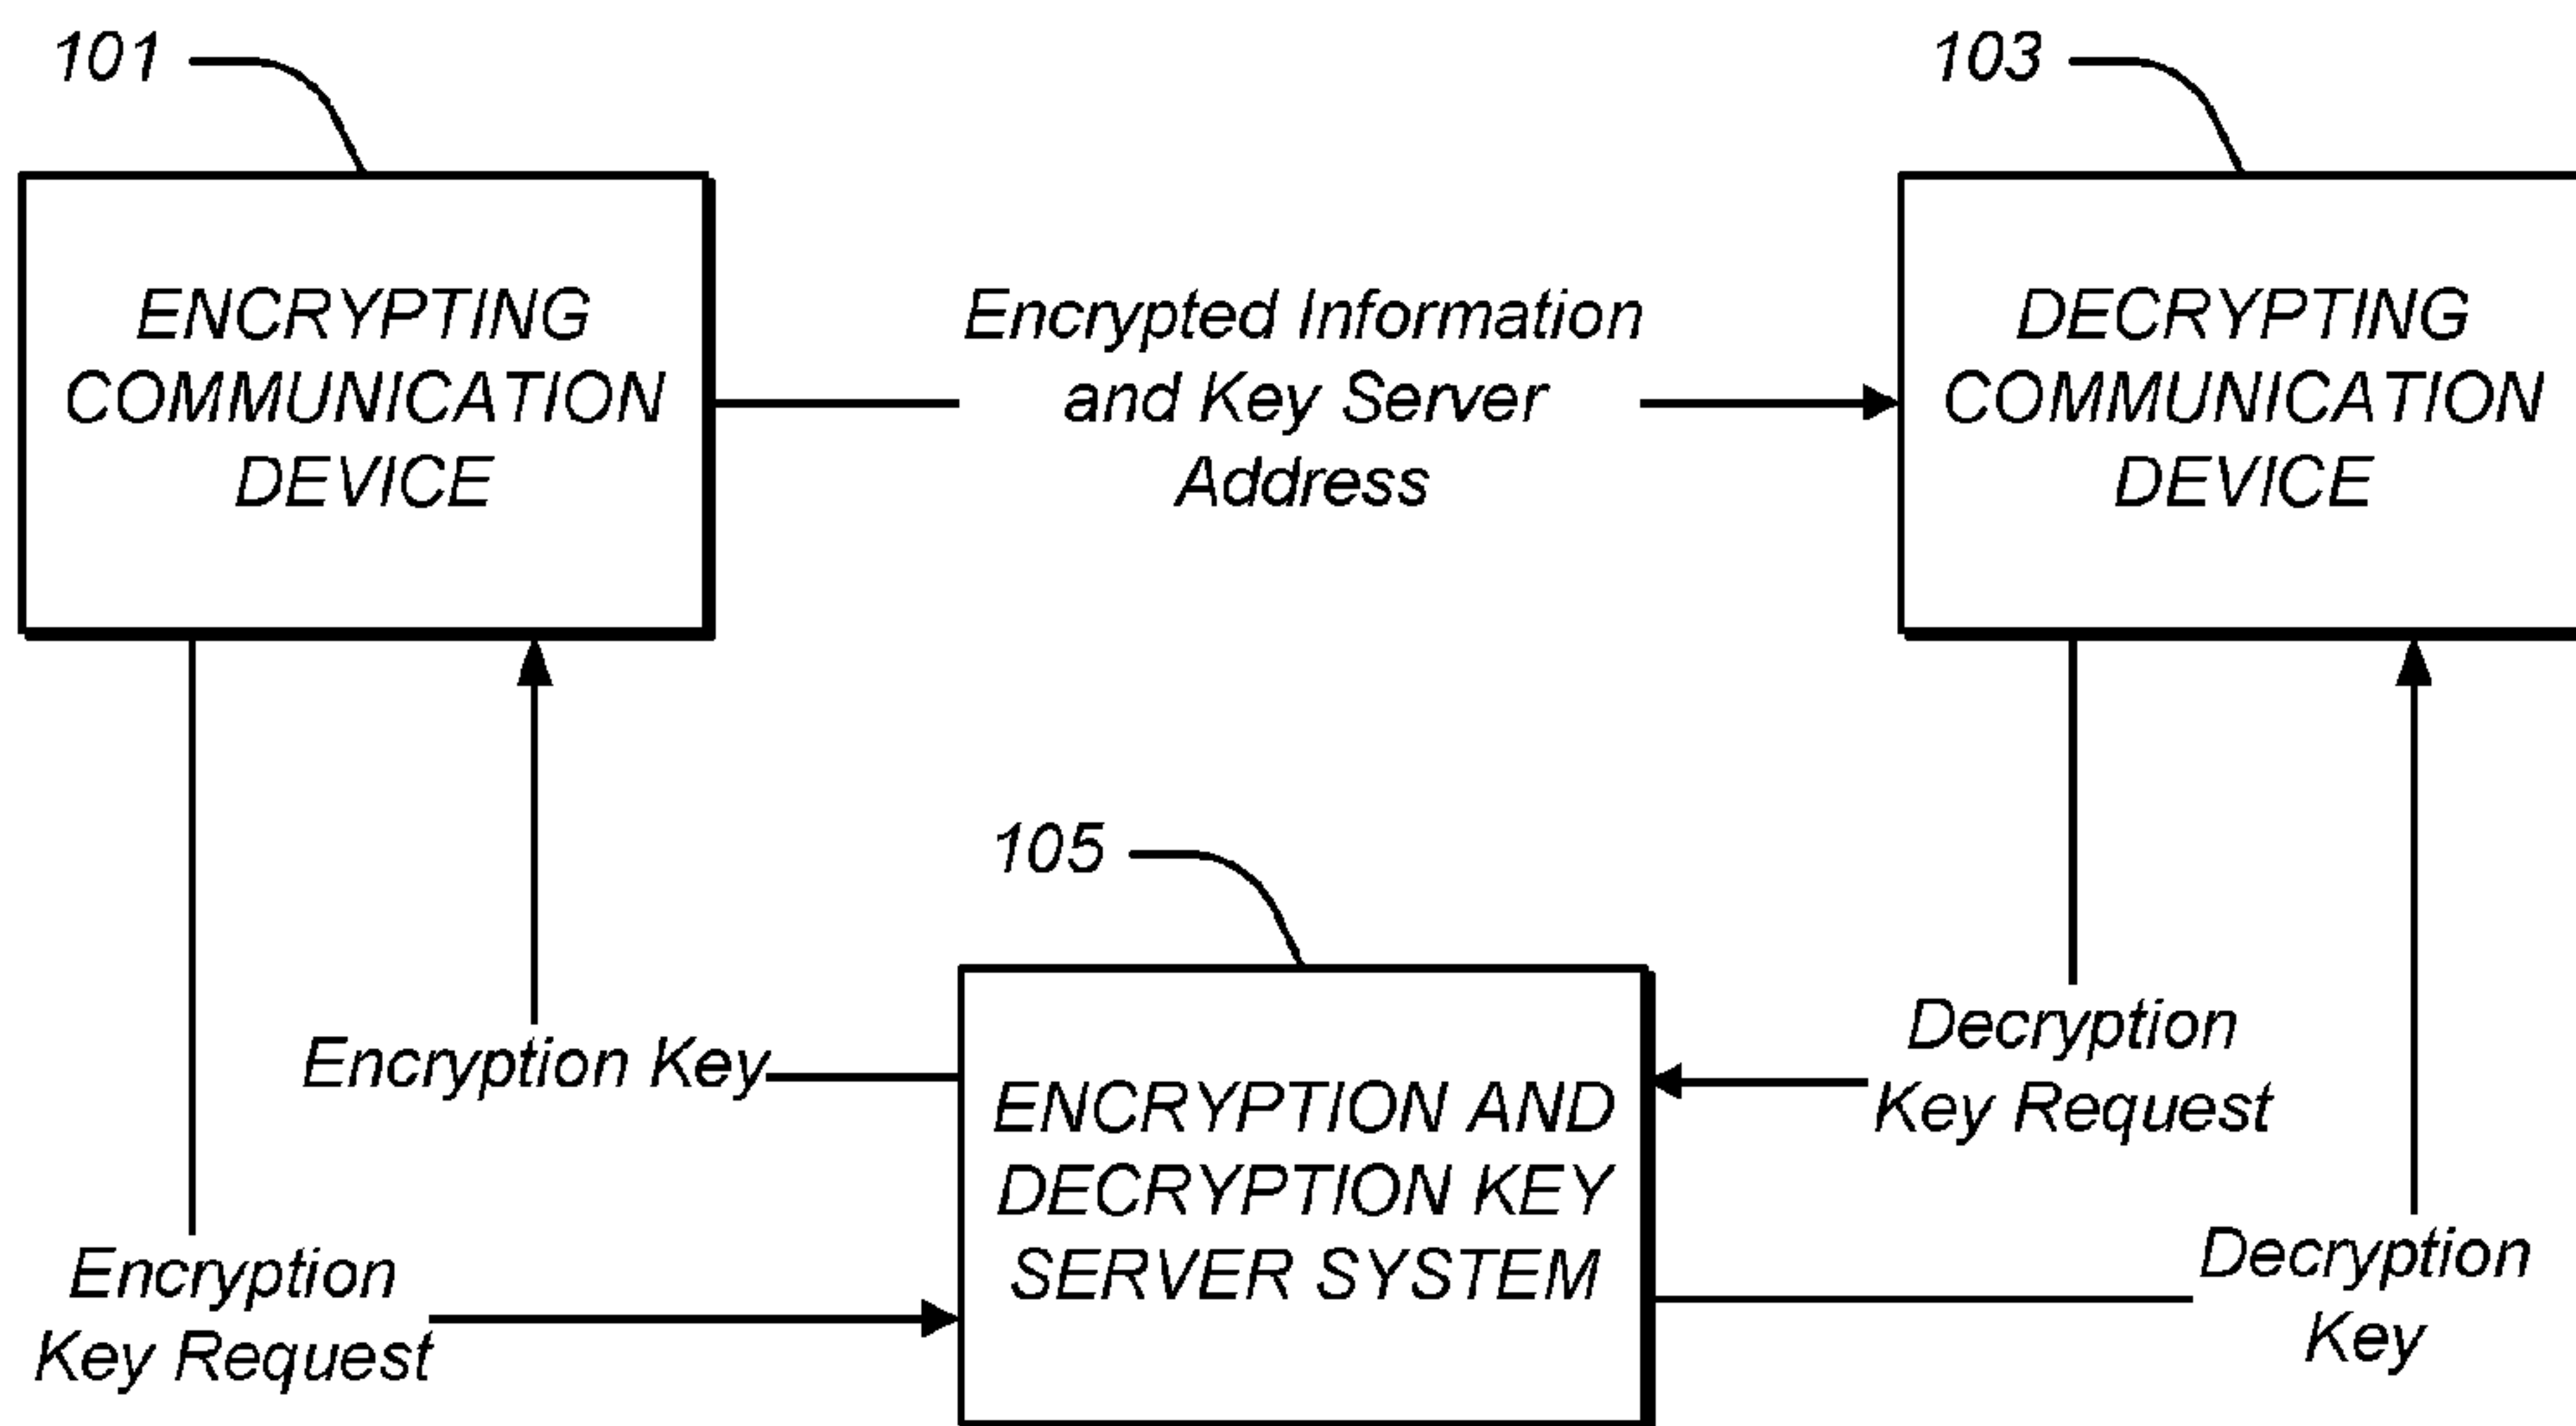 101
103
ENCRYPTING
COMMUNICATION
DEVICE
Encrypted Information
and Key Server
Address
DECRYPTING
COMMUNICATION
DEVICE
105
Encryption Key
Decryption
Key Request
ENCRYPTION AND
DECRYPTION KEY
SERVER SYSTEM
Encryption
Key Request
Decryption
Key